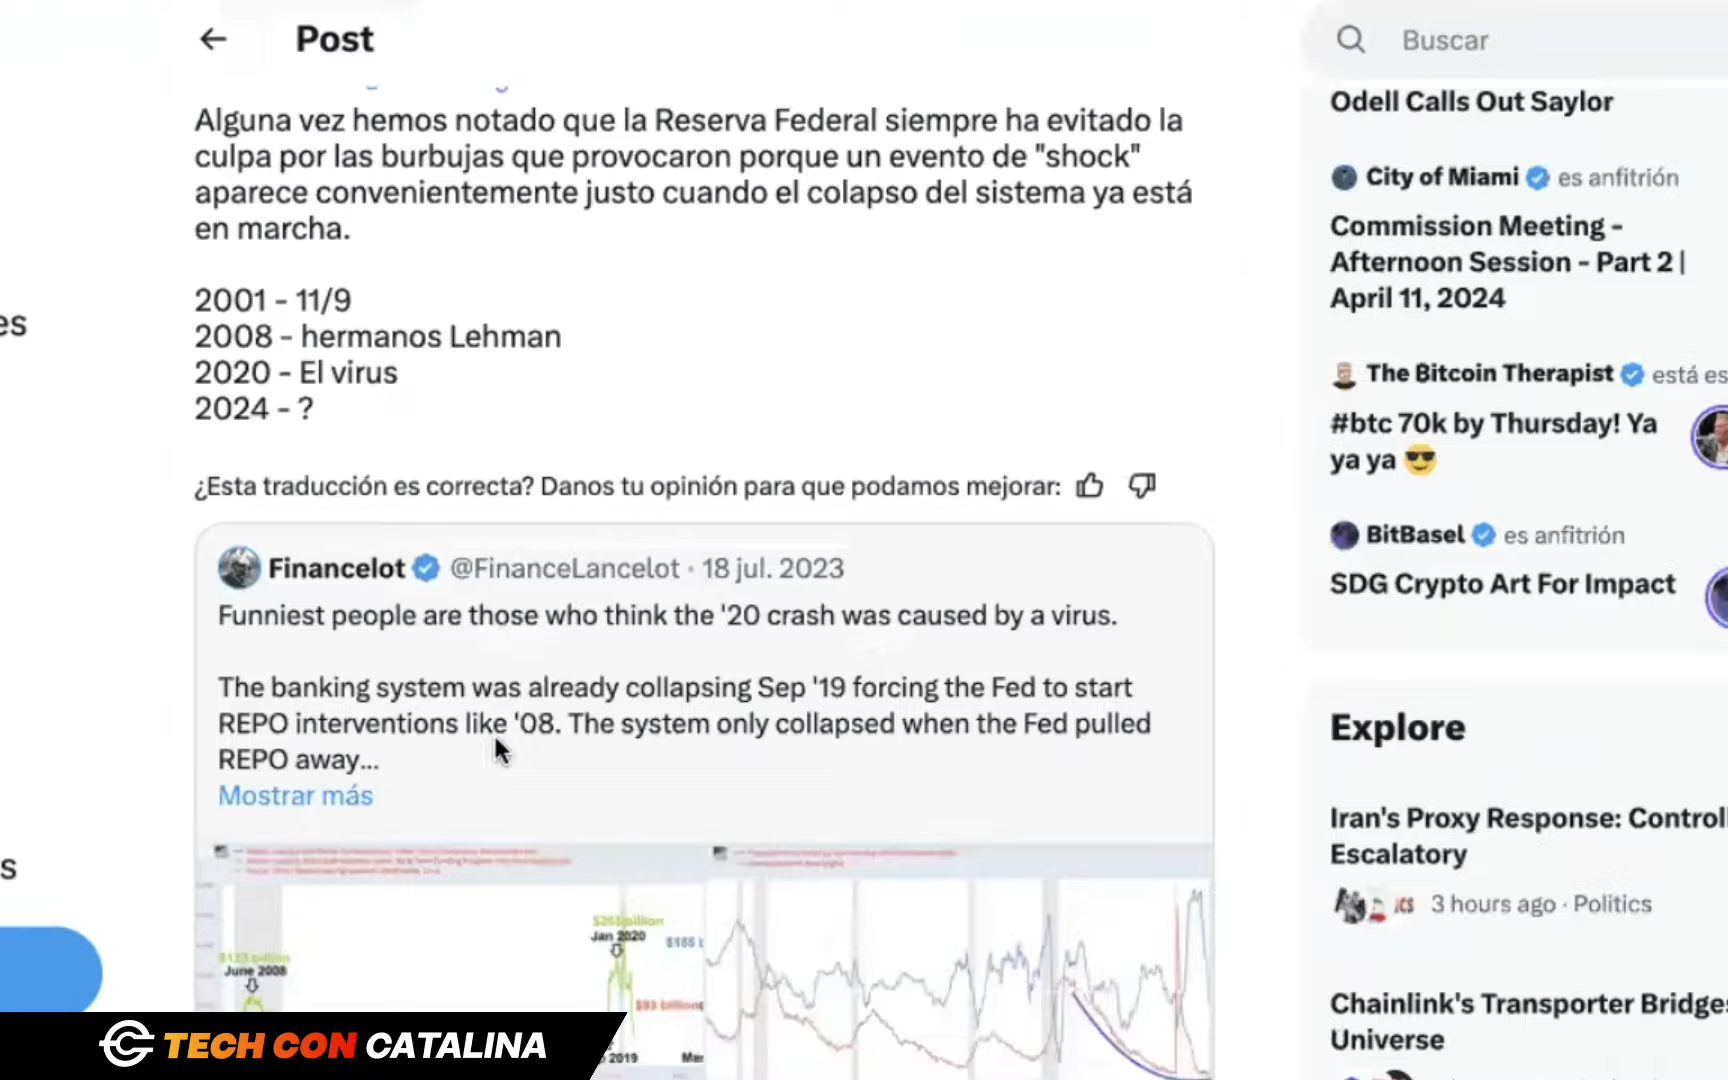 Post
Alguna vez hemos notado que la Reserva Federal siempre ha evitado la
culpa por las burbujas que provocaron porque un evento de "shock"
aparece convenientemente justo cuando el colapso del sistema ya está
en marcha.
2001 - 11/9
2008 - hermanos Lehman
2020 - El virus
2024 - ?
¿Esta traducción es correcta? Danos tu opinión para que podamos mejorar:
Financelot @FinanceLancelot · 18 jul. 2023
Funniest people are those who think the '20 crash was caused by a virus.
The banking system was already collapsing Sep '19 forcing the Fed to start
REPO interventions like '08. The system only collapsed when the Fed pulled
REPO away...
Mostrar más
Jan 2020
June 2008
2019
es
s
TECH CON CATALINA
Buscar
Odell Calls Out Saylor
City of Miami es anfitrión
Commission Meeting -
Afternoon Session - Part 2 |
April 11, 2024
The Bitcoin Therapist está es
#btc 70k by Thursday! Ya
ya ya 😎
BitBasel es anfitrión
SDG Crypto Art For Impact
Explore
Iran's Proxy Response: Controll
Escalatory
3 hours ago · Politics
Chainlink's Transporter Bridges
Universe